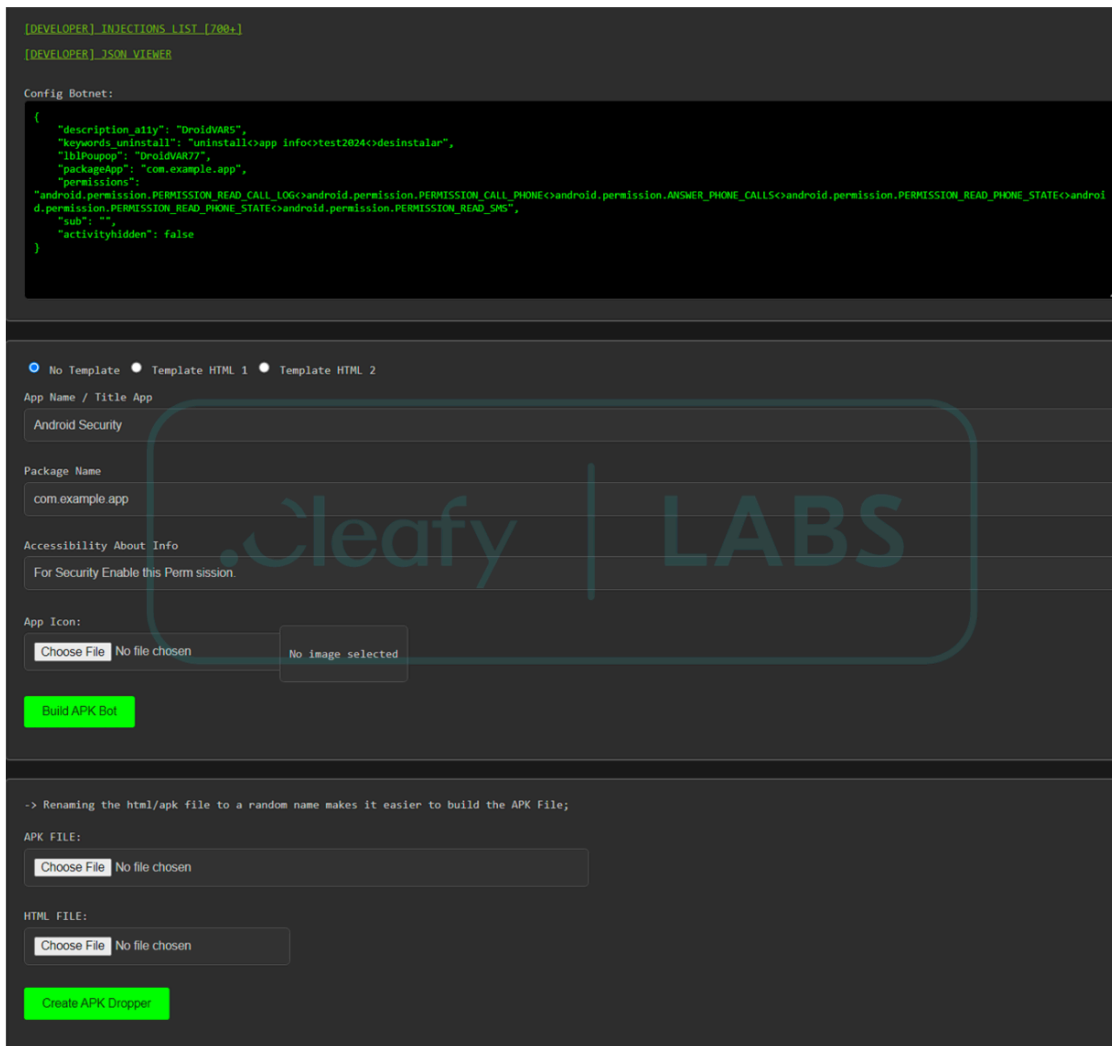 [DEVELOPER] INJECTIONS LIST [700+]
[DEVELOPER] JSON VIEWER
Config Botnet:
{
"description_a11y": "DroidVAR5",
"keywords_uninstall": "uninstall<>app info<>test2024<>desinstalar",
"lblPoupop": "DroidVAR77",
"packageApp": "com.example.app",
"permissions":
"android.permission.PERMISSION_READ_CALL_LOG<>android.permission.PERMISSION_CALL_PHONE<>android.permission.ANSWER_PHONE_CALLS<>android.permission.PERMISSION_READ_PHONE_STATE<>androi
d.permission.PERMISSION_READ_PHONE_STATE<>android.permission.PERMISSION_READ_SMS",
"sub": "",
"activityhidden": false
}
No Template Template HTML 1 Template HTML 2
App Name / Title App
Android Security
Package Name
com.example.app
Accessibility About Info
For Security Enable this Perm sission.
cleafy LABS
App Icon:
Choose File No file chosen
No image selected
Build APK Bot
-> Renaming the html/apk file to a random name makes it easier to build the APK File;
APK FILE:
Choose File No file chosen
HTML FILE:
Choose File No file chosen
Create APK Dropper